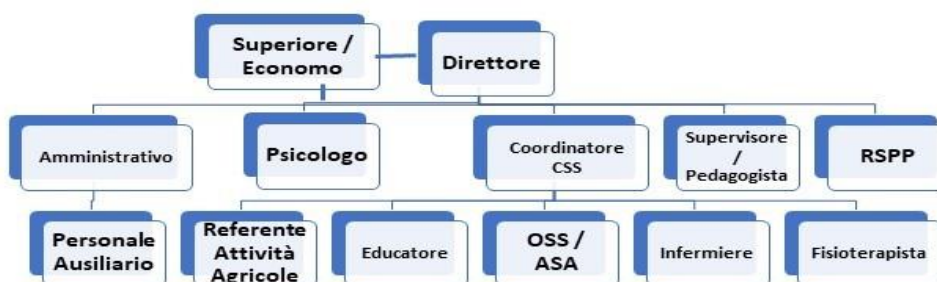 Superiore /
Economo
Direttore
Amministrativo
Psicologo
Coordinatore
CSS
Supervisore
/
Pedagogista
RSPP
Personale
Ausiliario
Referente
Attività
Agricole
Educatore
OSS /
ASA
Infermiere
Fisioterapista